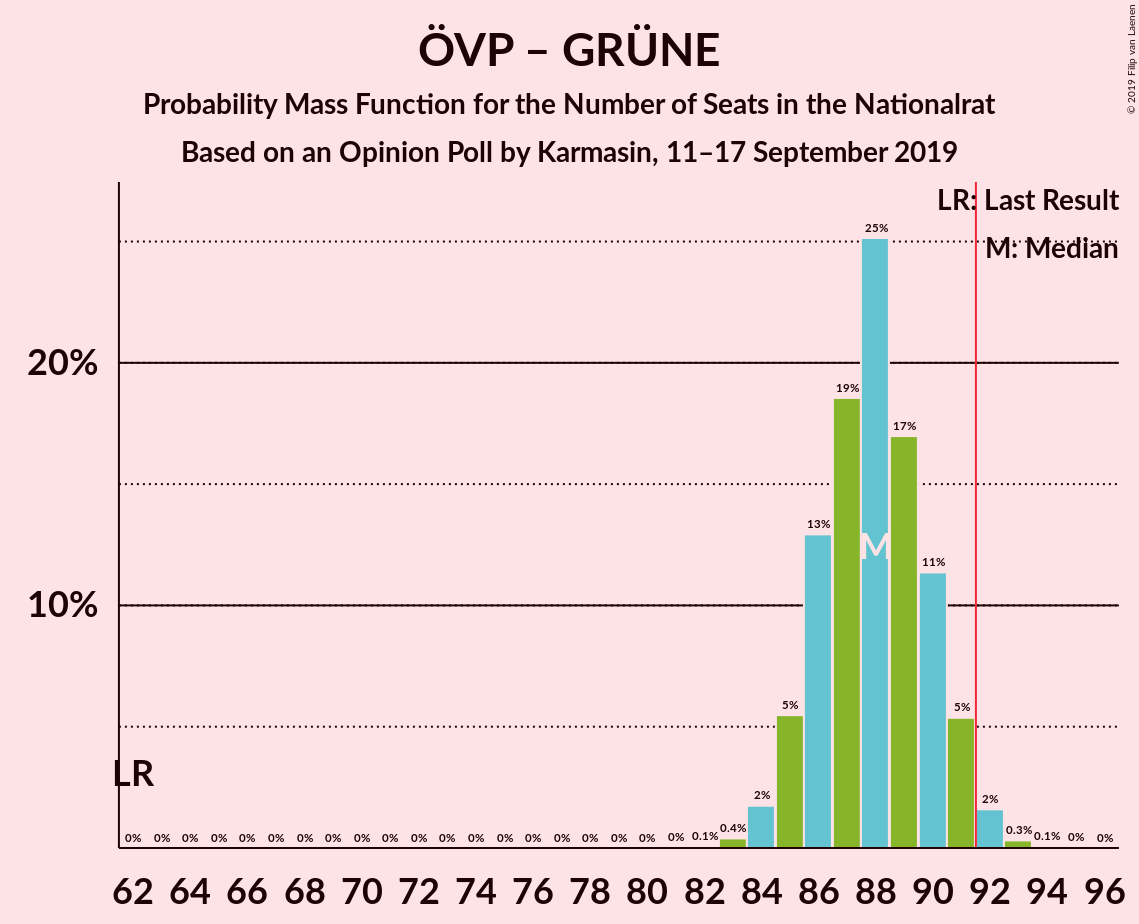 ÖVP – GRÜNE
Probability Mass Function for the Number of Seats in the Nationalrat
Based on an Opinion Poll by Karmasin, 11–17 September 2019
© 2019 Filip van Laenen
LR: Last Result
M: Median
25%
20%
19%
17%
13%
M
11%
10%
5%
5%
LR
2%
2%
0% 0% 0% 0% 0% 0% 0% 0% 0% 0% 0% 0% 0% 0% 0% 0% 0% 0% 0% 0% 0.1% 0.4% 0.3% 0.1% 0% 0%
62 64 66 68 70 72 74 76 78 80 82 84 86 88 90 92 94 96